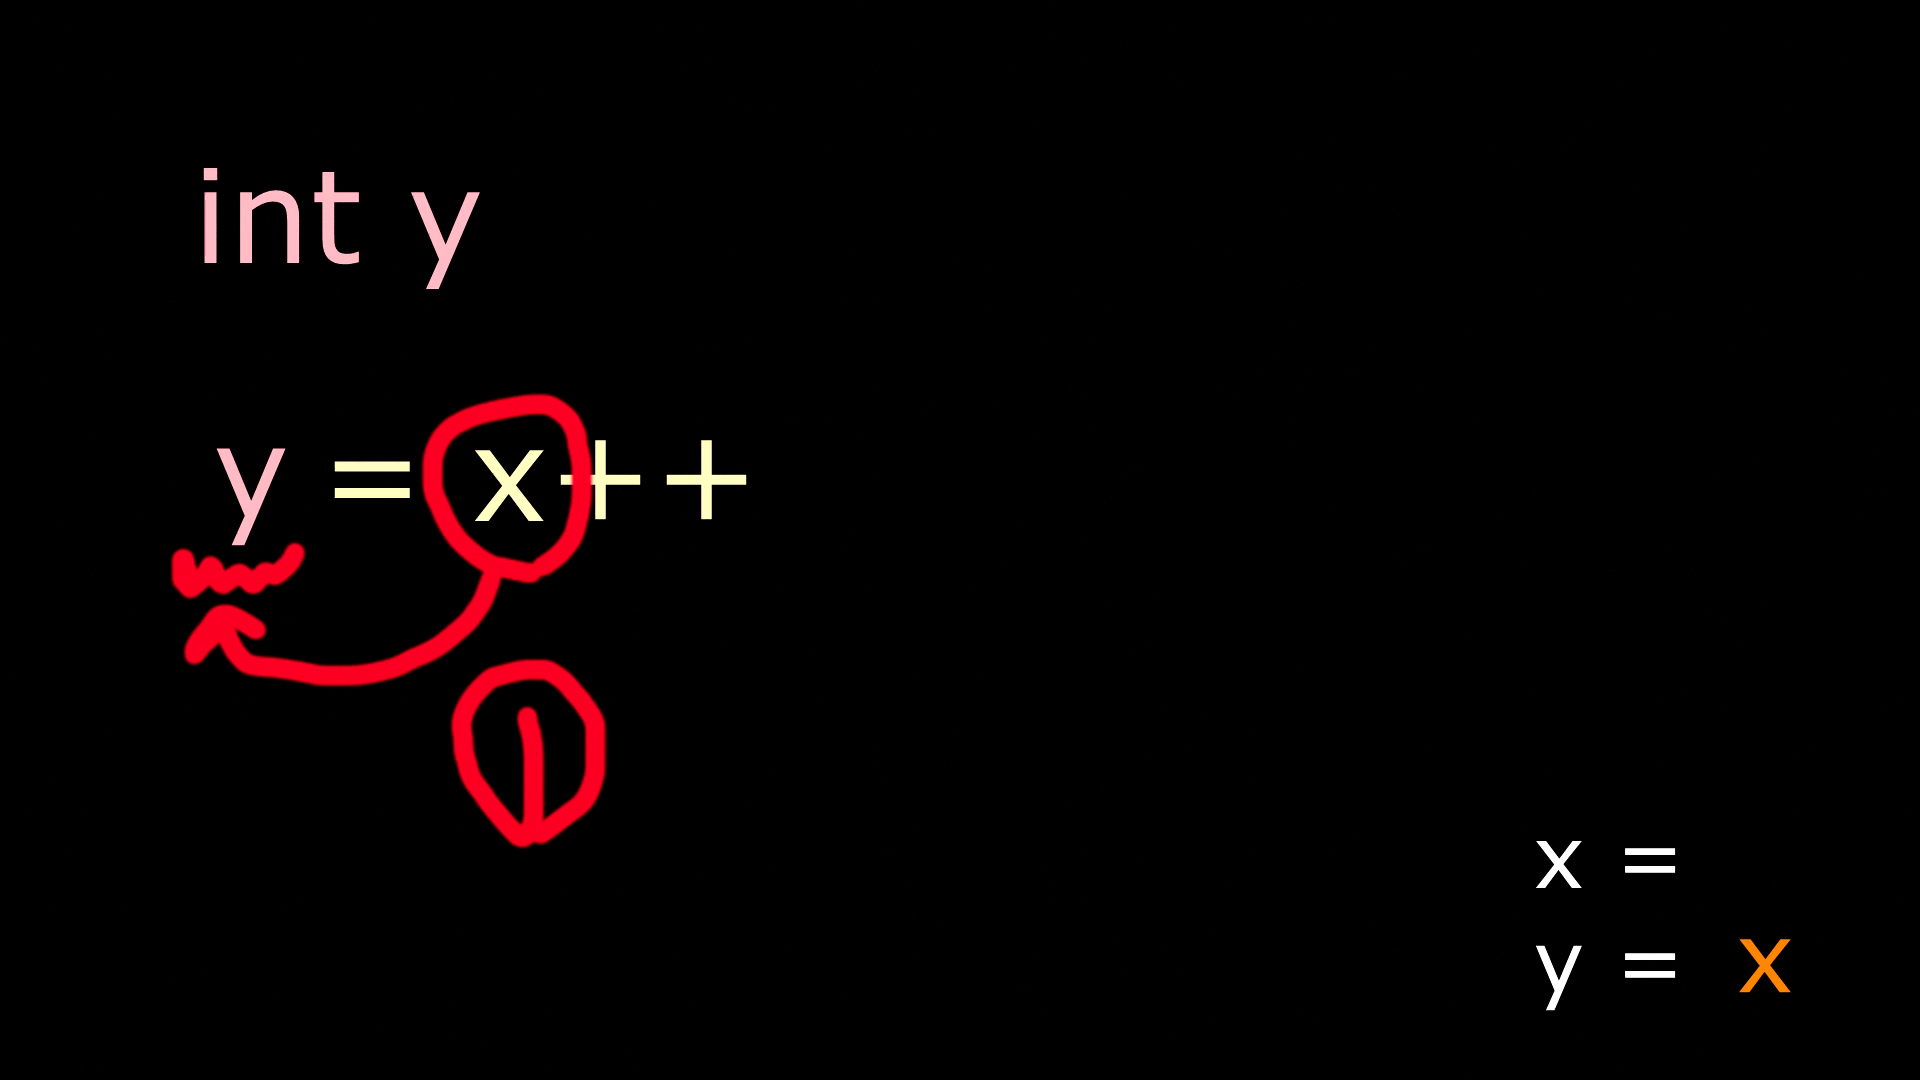 int y
y = x++
1
x =
y = x